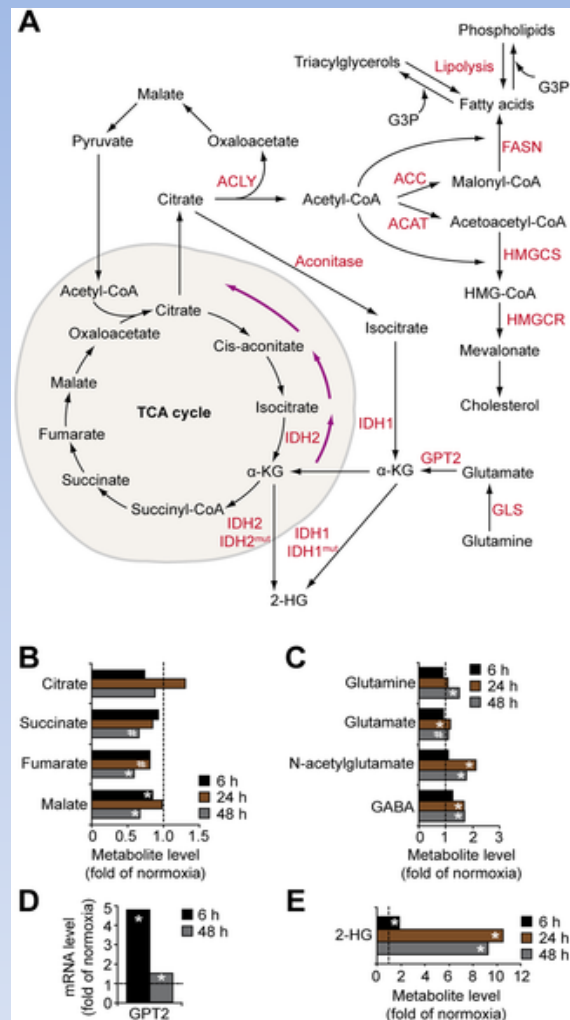 A
Phospholipids
Triacylglycerols
Lipolysis
G3P
G3P
Fatty acids
Malate
Pyruvate
Oxaloacetate
FASN
ACLY
ACC
Malonyl-CoA
Citrate
Acetyl-CoA
ACAT
Acetoacetyl-CoA
Aconitase
HMGCS
Acetyl-CoA
HMG-CoA
Citrate
Oxaloacetate
Isocitrate
HMGCR
Cis-aconitate
Mevalonate
Malate
TCA cycle
Isocitrate
Cholesterol
Fumarate
IDH2
IDH1
GPT2
α-KG
α-KG
Glutamate
Succinate
Succinyl-CoA
GLS
IDH2
IDH1
IDH2mut
IDH1mut
Glutamine
2-HG
B
Citrate
Succinate
Fumarate
Malate
#
#
*
*
*
6 h
24 h
48 h
0.0 0.5 1.0 1.5
Metabolite level
(fold of normoxia)
C
Glutamine
Glutamate
N-acetylglutamate
GABA
*
*
#
*
*
*
*
6 h
24 h
48 h
0 1 2 3
Metabolite level
(fold of normoxia)
D
mRNA level
(fold of normoxia)
5
4
3
2
1
0
*
*
6 h
48 h
GPT2
E
2-HG
*
*
*
6 h
24 h
48 h
0 2 4 6 8 10 12
Metabolite level
(fold of normoxia)